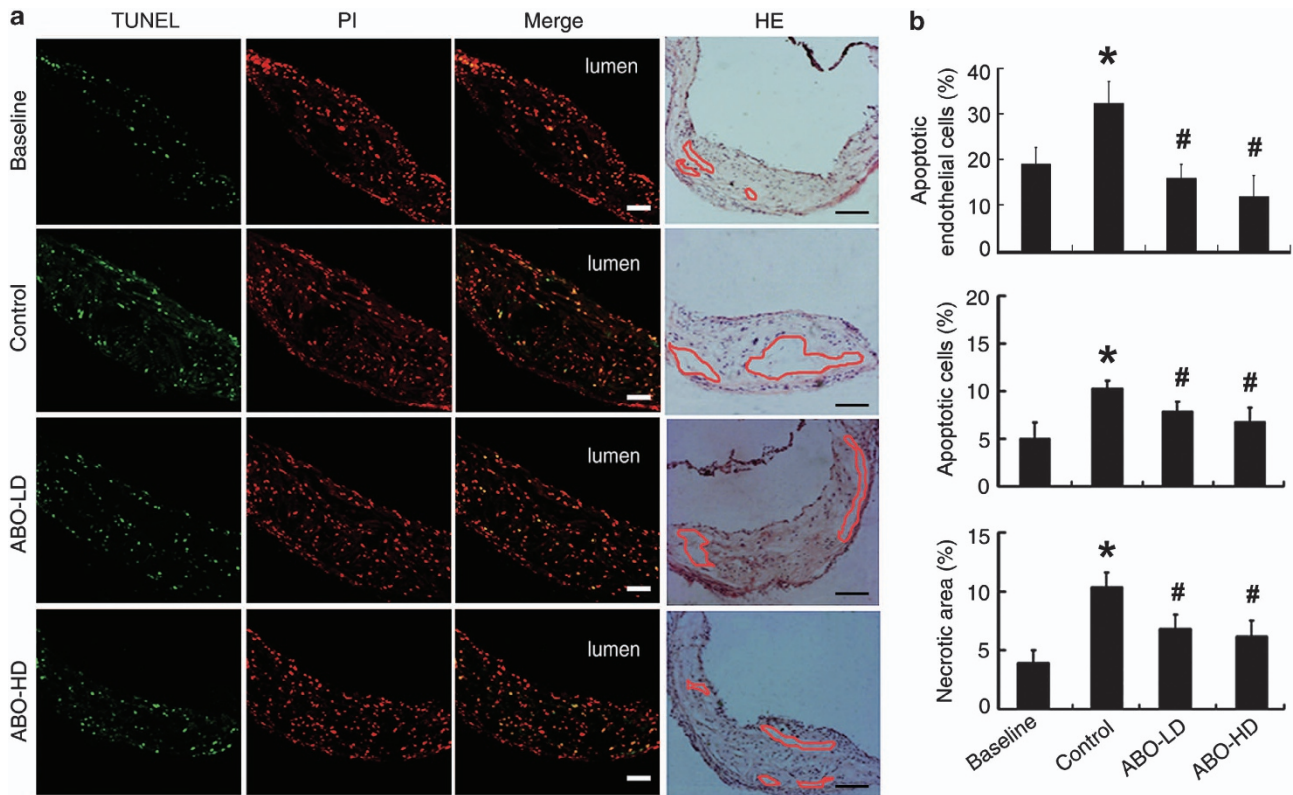 a
TUNEL PI Merge HE
Baseline
lumen
Control
lumen
ABO-LD
lumen
ABO-HD
lumen
b
Apoptotic
endothelial cells (%)
40
30
20
10
0
*
#
#
Apoptotic cells (%)
20
15
10
5
0
*
#
#
Necrotic area (%)
15
10
5
0
*
#
#
Baseline Control ABO-LD ABO-HD